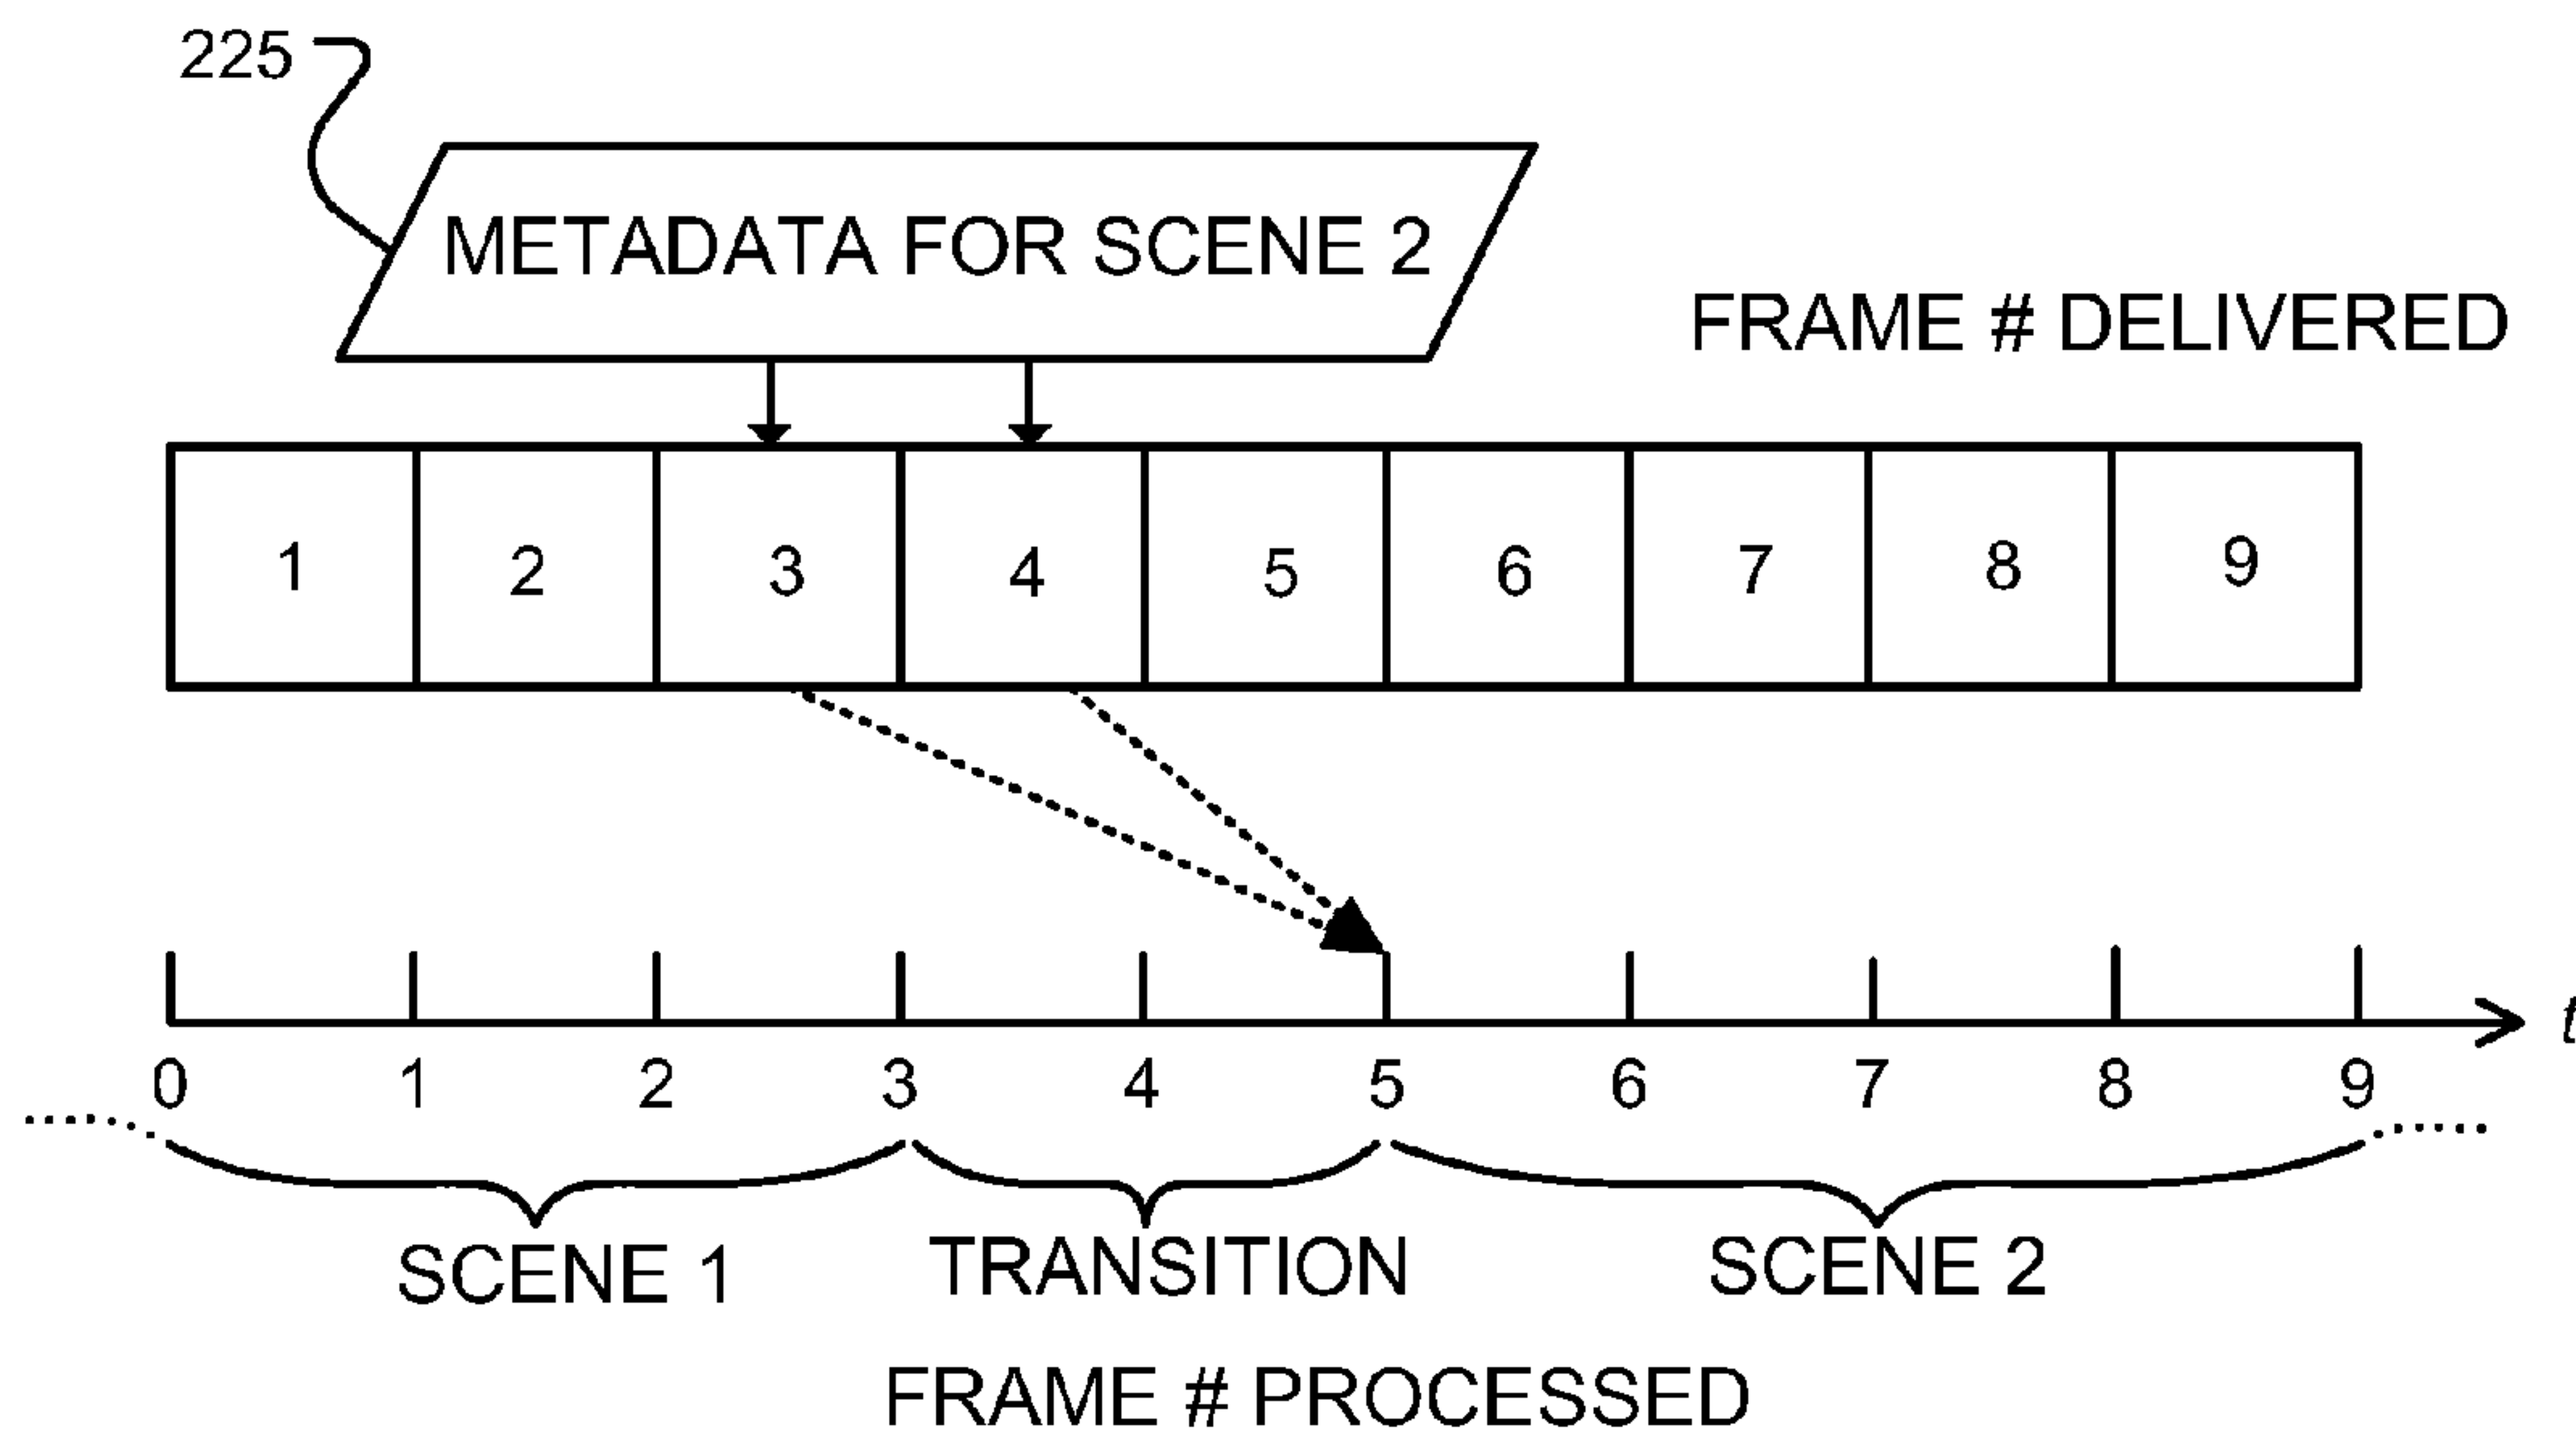 225
METADATA FOR SCENE 2
FRAME # DELIVERED
1 2 3 4 5 6 7 8 9
t
0 1 2 3 4 5 6 7 8 9
SCENE 1 TRANSITION SCENE 2
FRAME # PROCESSED